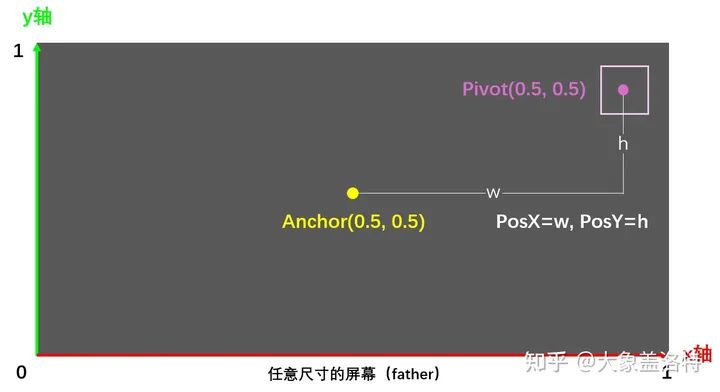 y轴
1
Pivot(0.5, 0.5)
h
w
Anchor(0.5, 0.5)
PosX=w, PosY=h
x轴
知乎 @大象盖洛特
0
任意尺寸的屏幕（father）
1